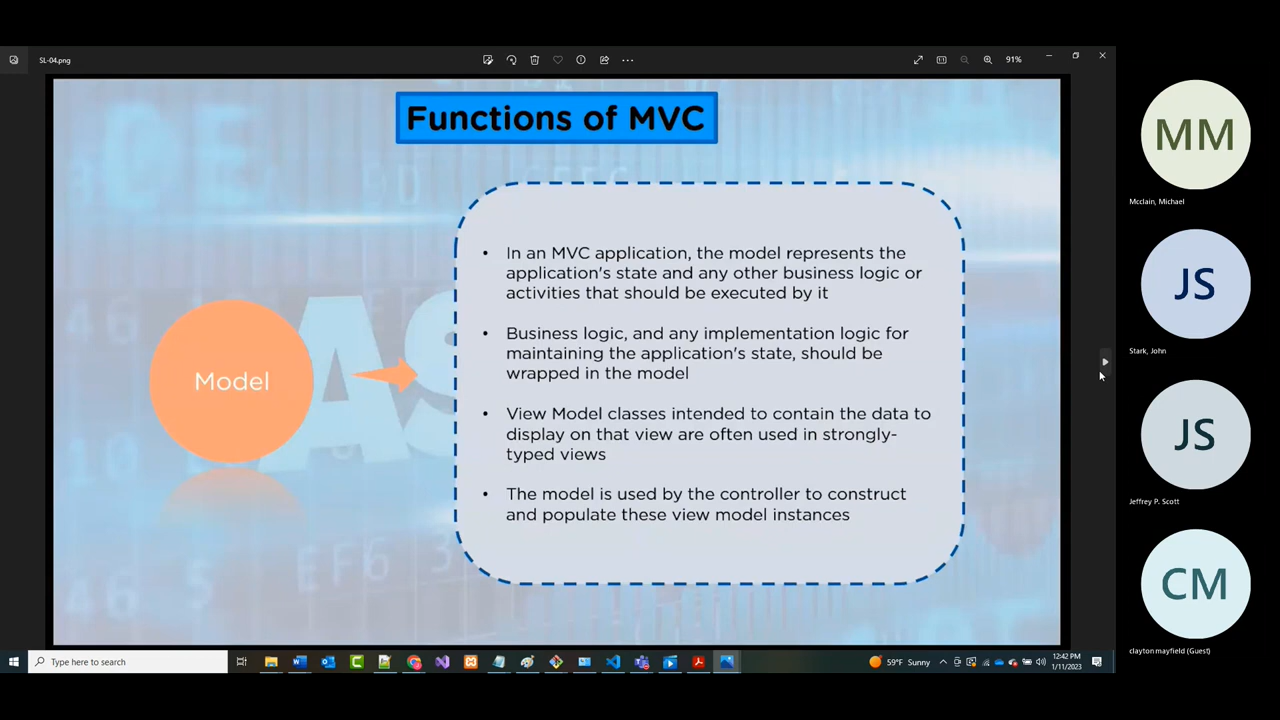 SL-04.png
91%
Functions of MVC
Model
• In an MVC application, the model represents the
application's state and any other business logic or
activities that should be executed by it
• Business logic, and any implementation logic for
maintaining the application's state, should be
wrapped in the model
• View Model classes intended to contain the data to
display on that view are often used in strongly-
typed views
• The model is used by the controller to construct
and populate these view model instances
MM
Mcclain, Michael
JS
Stark, John
JS
Jeffrey P. Scott
CM
clayton mayfield (Guest)
Type here to search
59°F Sunny
12:42 PM
1/11/2023